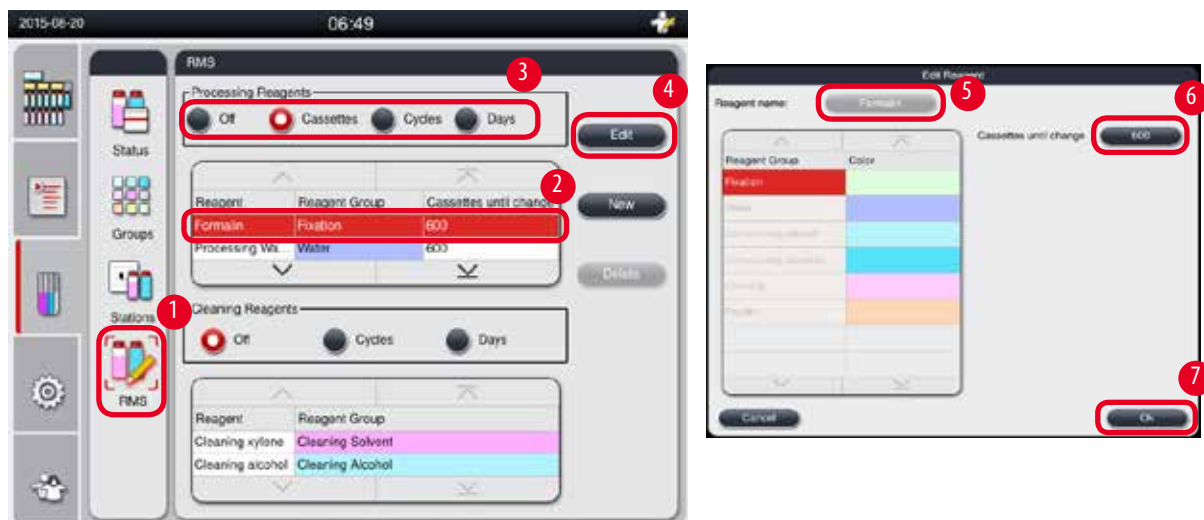 2015-08-20 06:49
RMS
Processing Reagents
3
4
Off Cassettes Cycles Days
Edit
Status
2
Reagent Reagent Group Cassettes until change
New
Formalin Fixation 600
Groups
Processing Wa... Water 600
Delete
Stations
1
Cleaning Reagents
Off Cycles Days
RMS
Reagent Reagent Group
Cleaning xylene Cleaning Solvent
Cleaning alcohol Cleaning Alcohol
Edit Reagent
Reagent name: Formalin
5
6
Cassettes until change 600
Reagent Group Color
Fixation
7
Cancel
Ok